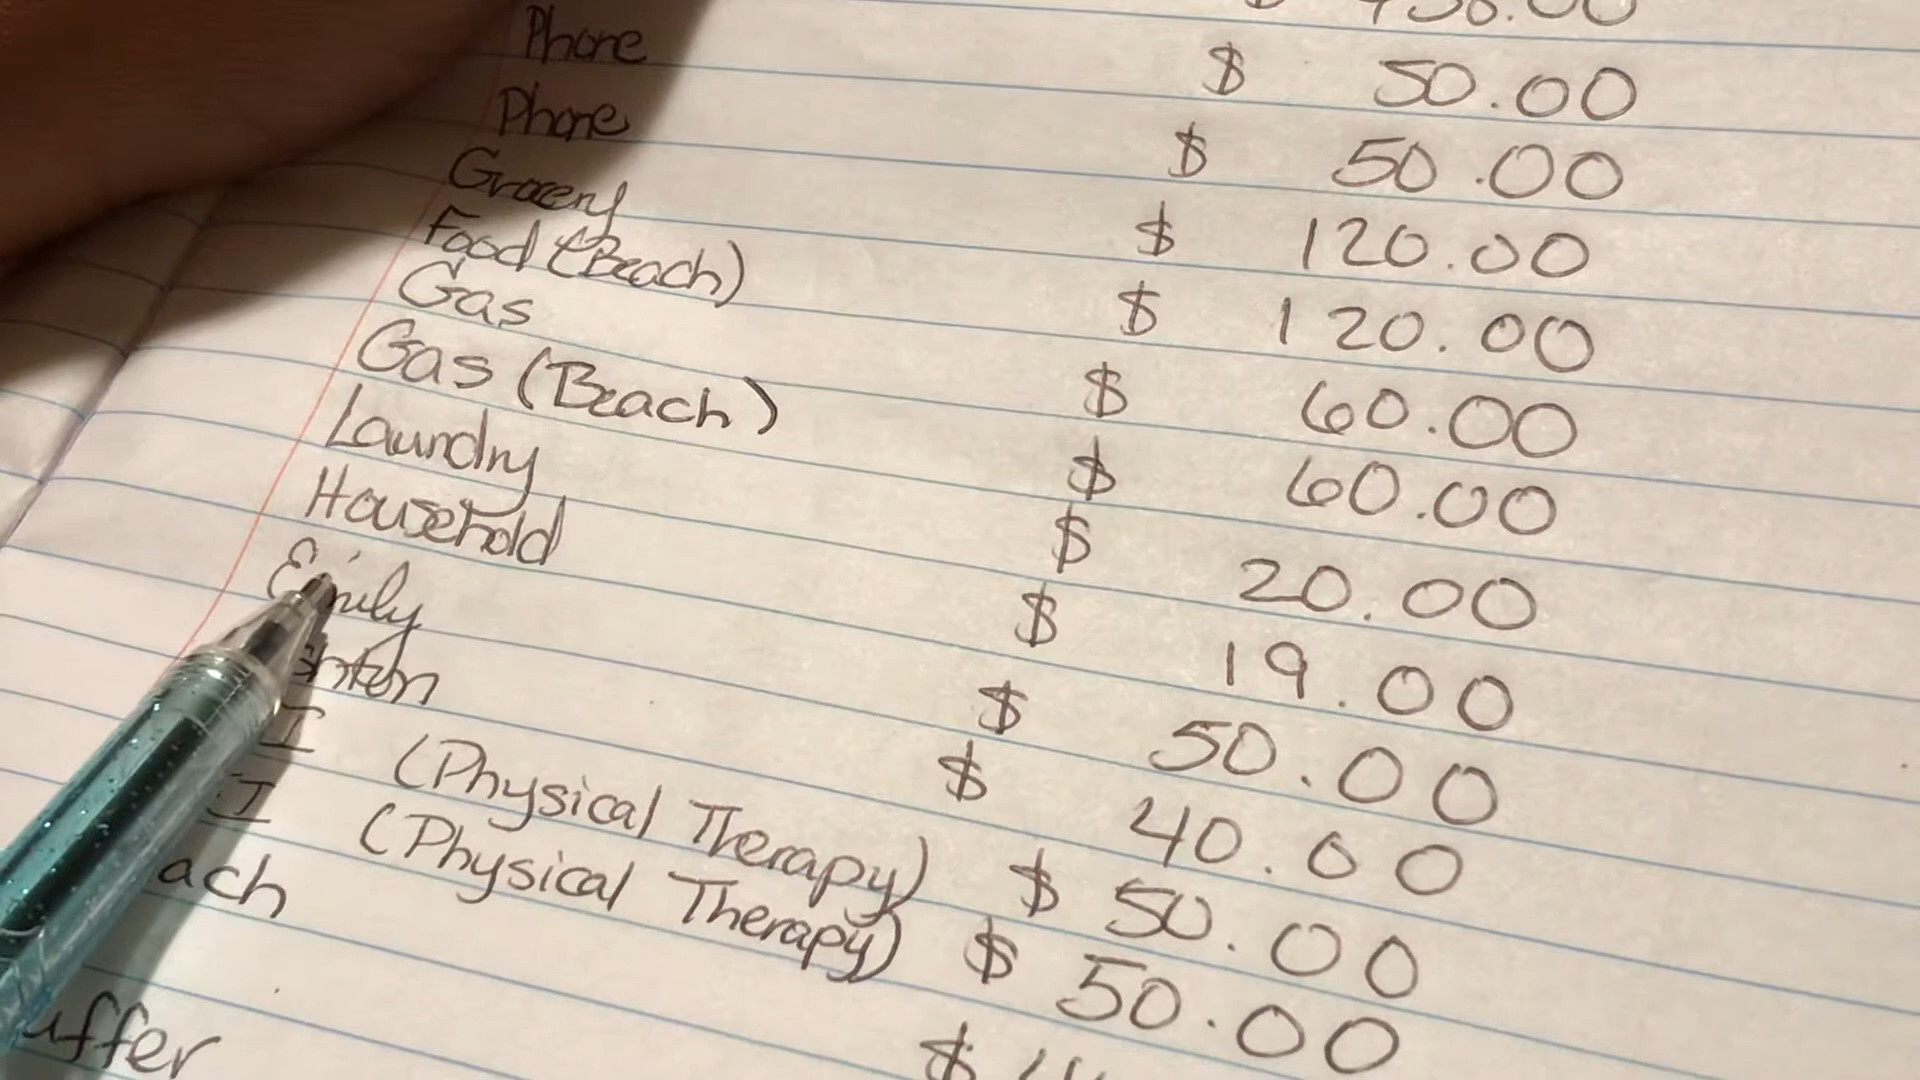 Phone $ 50.00
Phone $ 50.00
Grocery $ 120.00
Food (Beach) $ 120.00
Gas $ 60.00
Gas (Beach) $ 60.00
Laundry $ 20.00
Household $ 19.00
Emily $ 50.00
$ 40.00
(Physical Therapy) $ 50.00
(Physical Therapy) $ 50.00
ach $
uffer